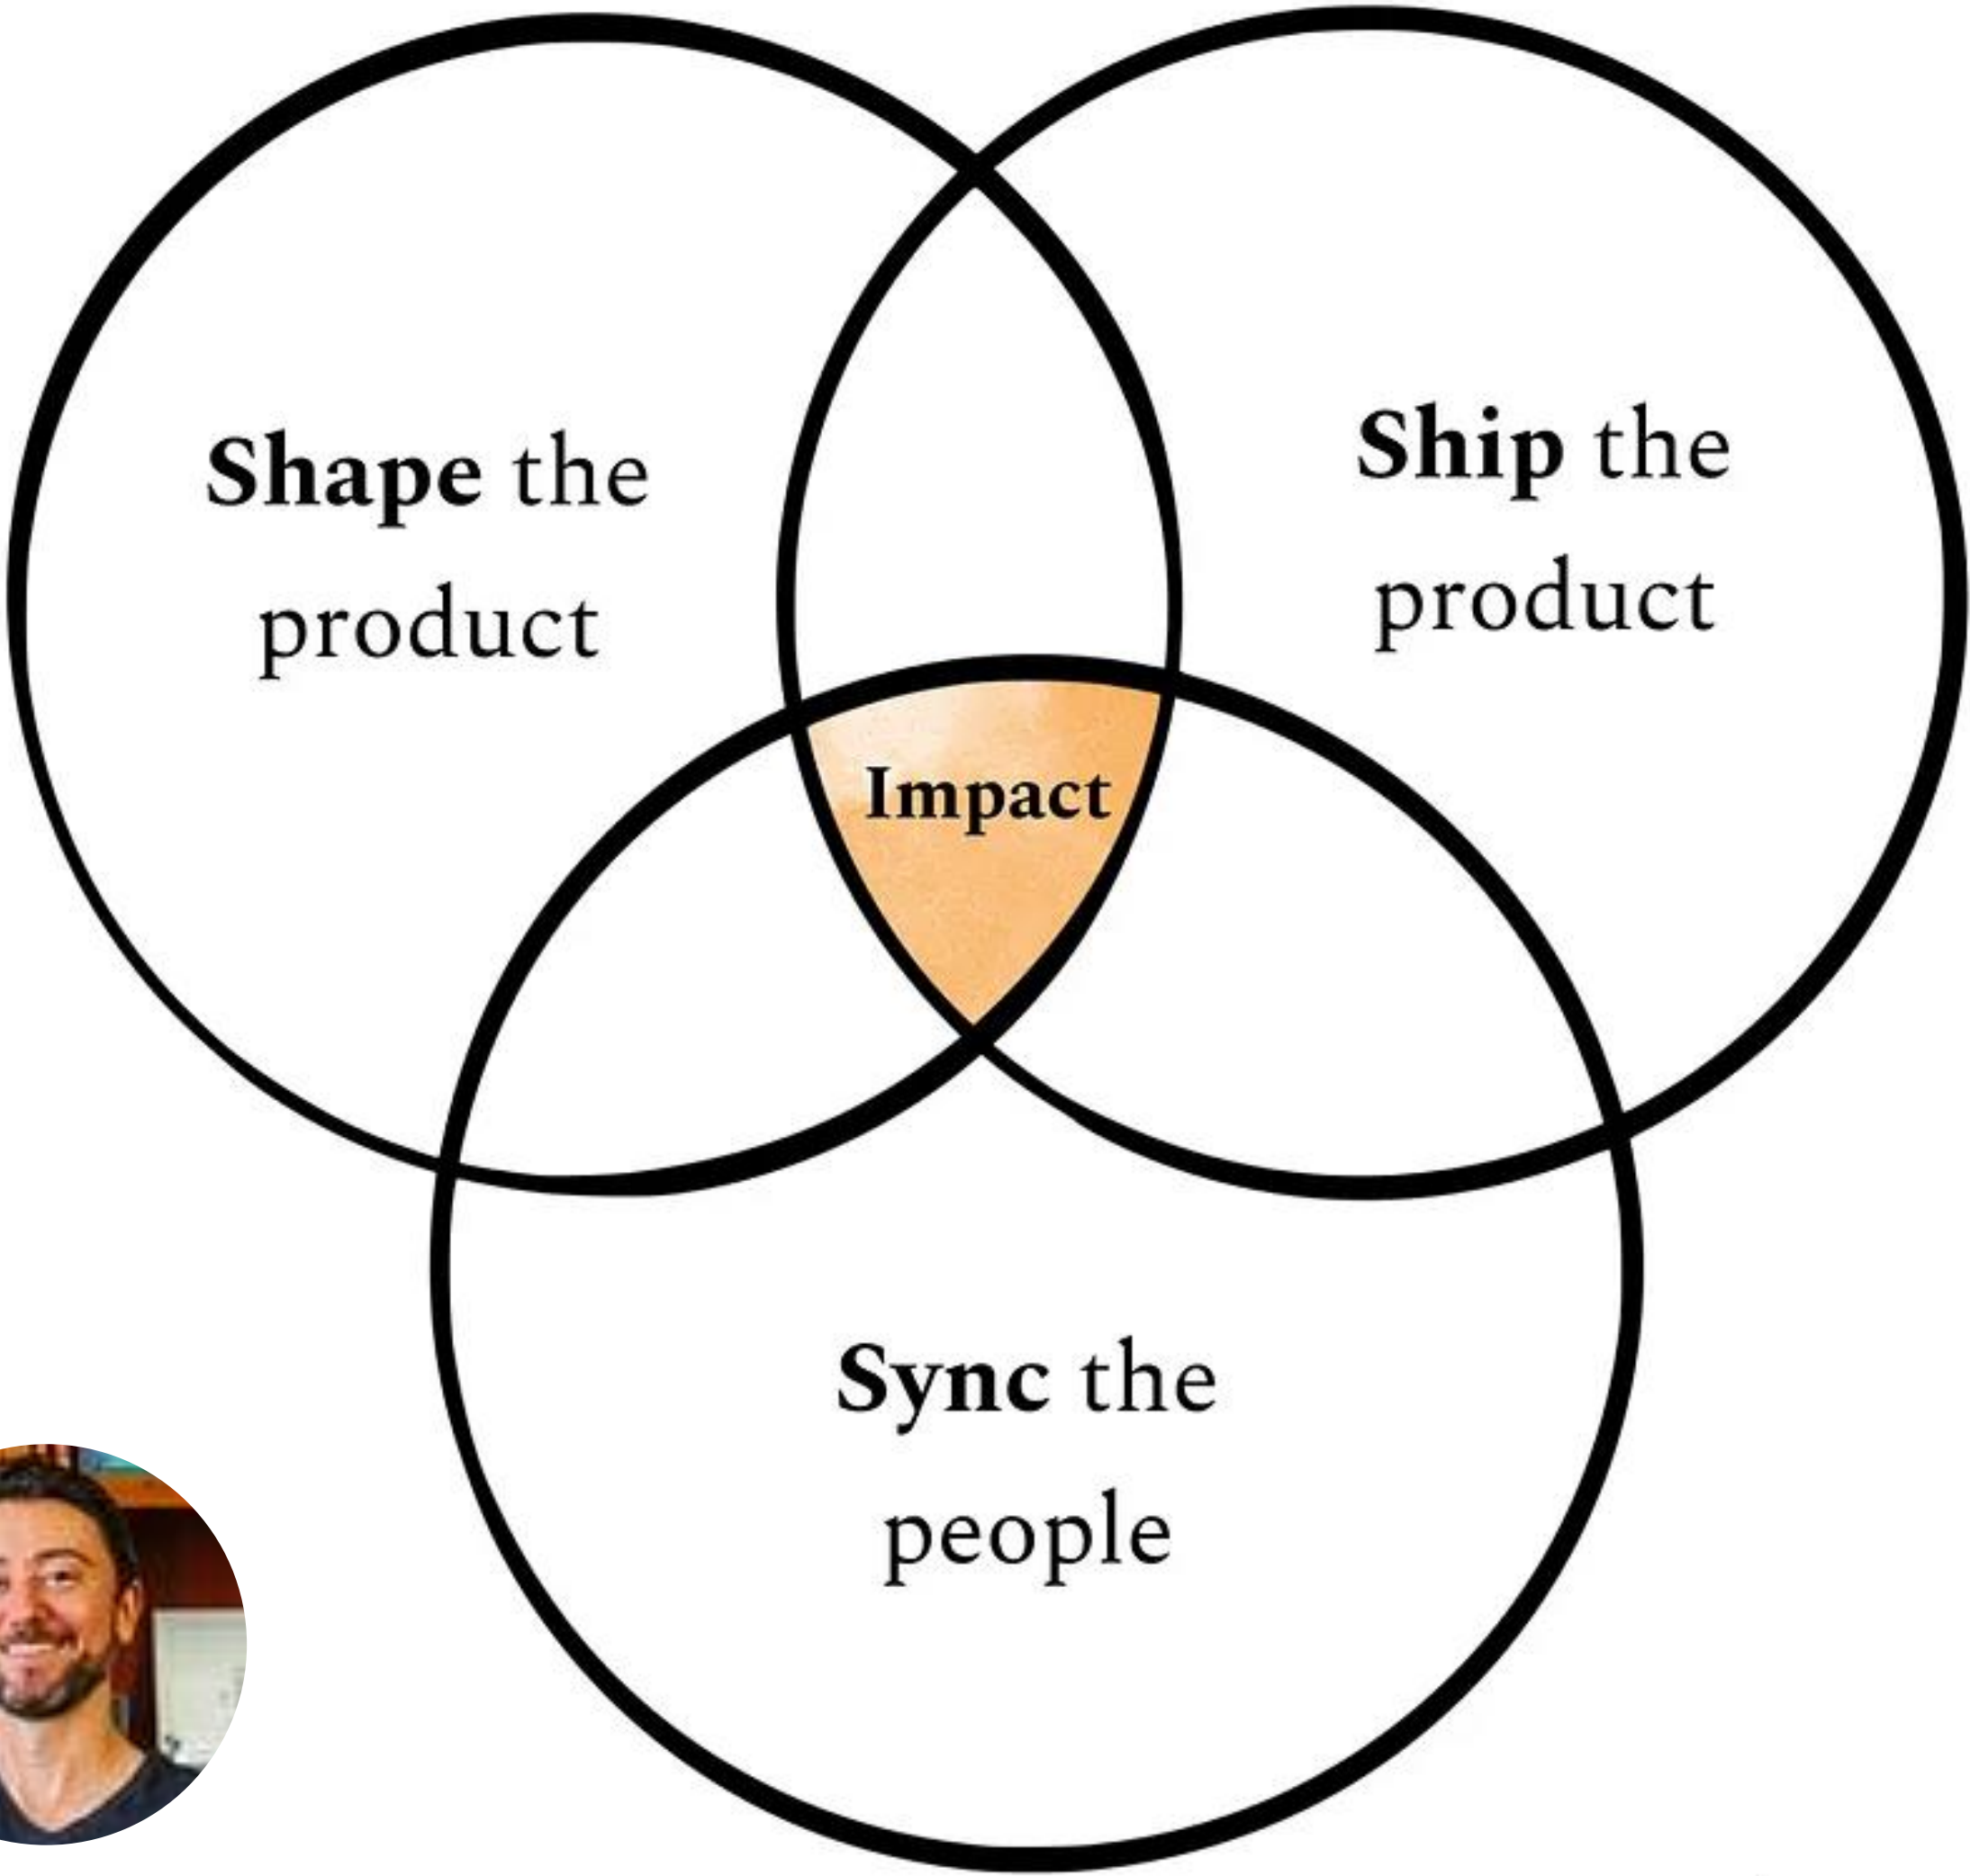 Shape the
product
Ship the
product
Impact
Sync the
people